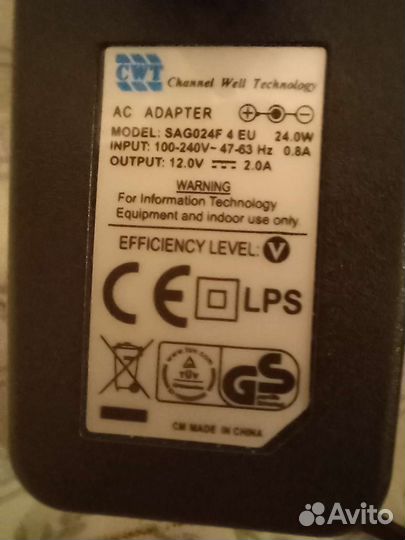 CWT Channel Well Technology
AC ADAPTER
MODEL: SAG024F 4 EU 24.0W
INPUT: 100-240V~ 47-63 Hz 0.8A
OUTPUT: 12.0V 2.0A
WARNING
For Information Technology
Equipment and indoor use only
EFFICIENCY LEVEL: V
CE LPS
TÜV
GS
CM MADE IN CHINA
Avito